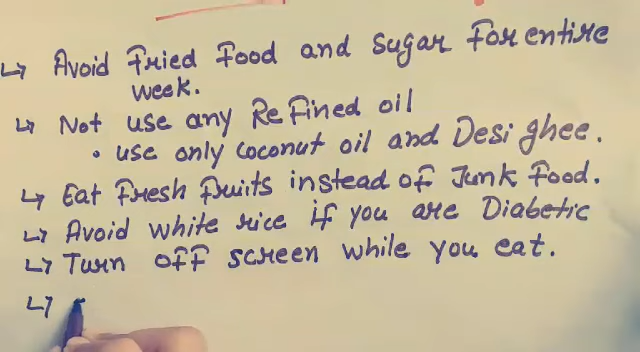 ↳ Avoid Fried Food and Sugar For entire
week.
↳ Not use any Refined oil
• use only coconut oil and Desi ghee.
↳ Eat Fresh Fruits instead of Junk Food.
↳ Avoid white rice if you are Diabetic
↳ Turn off screen while you eat.
↳